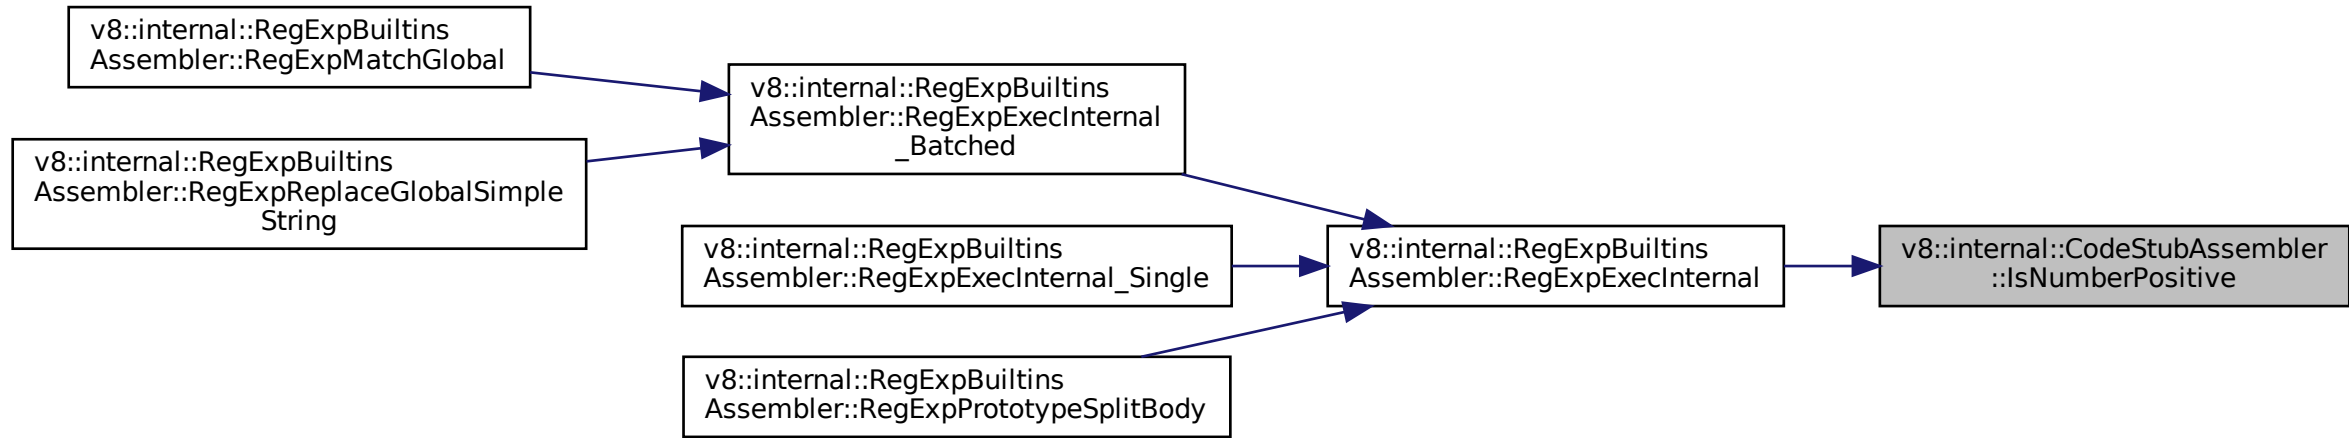 v8::internal::RegExpBuiltins
Assembler::RegExpMatchGlobal
v8::internal::RegExpBuiltins
Assembler::RegExpReplaceGlobalSimple
String
v8::internal::RegExpBuiltins
Assembler::RegExpExecInternal
_Batched
v8::internal::RegExpBuiltins
Assembler::RegExpExecInternal_Single
v8::internal::RegExpBuiltins
Assembler::RegExpPrototypeSplitBody
v8::internal::RegExpBuiltins
Assembler::RegExpExecInternal
v8::internal::CodeStubAssembler
::IsNumberPositive